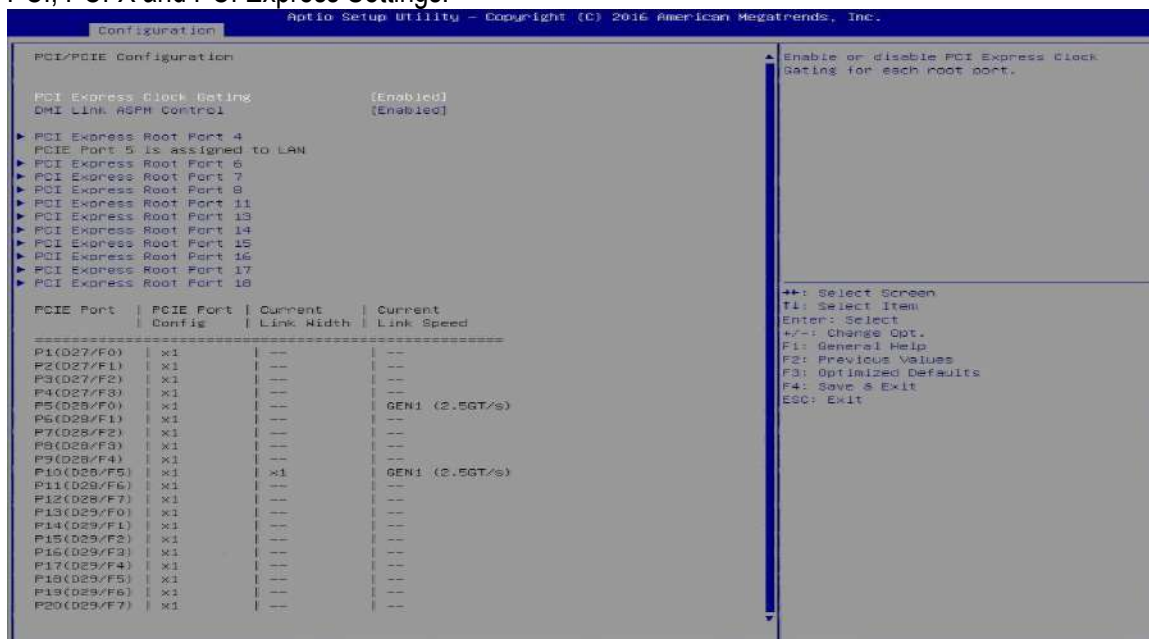 PCI, PCI-X and PCI Express Settings.
Aptio Setup Utility – Copyright (C) 2016 American Megatrends, Inc.
Configuration
PCI/PCIE Configuration
PCI Express Clock Gating [Enabled]
DMI Link ASPM Control [Enabled]
► PCI Express Root Port 4
PCIE Port 5 is assigned to LAN
► PCI Express Root Port 6
► PCI Express Root Port 7
► PCI Express Root Port 8
► PCI Express Root Port 11
► PCI Express Root Port 13
► PCI Express Root Port 14
► PCI Express Root Port 15
► PCI Express Root Port 16
► PCI Express Root Port 17
► PCI Express Root Port 18
PCIE Port | PCIE Port | Current | Current
| Config | Link Width | Link Speed
==================================================
P1(D27/F0) | x1 | -- | --
P2(D27/F1) | x1 | -- | --
P3(D27/F2) | x1 | -- | --
P4(D27/F3) | x1 | -- | --
P5(D28/F0) | x1 | -- | GEN1 (2.5GT/s)
P6(D28/F1) | x1 | -- | --
P7(D28/F2) | x1 | -- | --
P8(D28/F3) | x1 | -- | --
P9(D28/F4) | x1 | -- | --
P10(D28/F5) | x1 | x1 | GEN1 (2.5GT/s)
P11(D28/F6) | x1 | -- | --
P12(D28/F7) | x1 | -- | --
P13(D29/F0) | x1 | -- | --
P14(D29/F1) | x1 | -- | --
P15(D29/F2) | x1 | -- | --
P16(D29/F3) | x1 | -- | --
P17(D29/F4) | x1 | -- | --
P18(D29/F5) | x1 | -- | --
P19(D29/F6) | x1 | -- | --
P20(D29/F7) | x1 | -- | --
Enable or disable PCI Express Clock
Gating for each root port.
→←: Select Screen
↑↓: Select Item
Enter: Select
+/-: Change Opt.
F1: General Help
F2: Previous Values
F3: Optimized Defaults
F4: Save & Exit
ESC: Exit